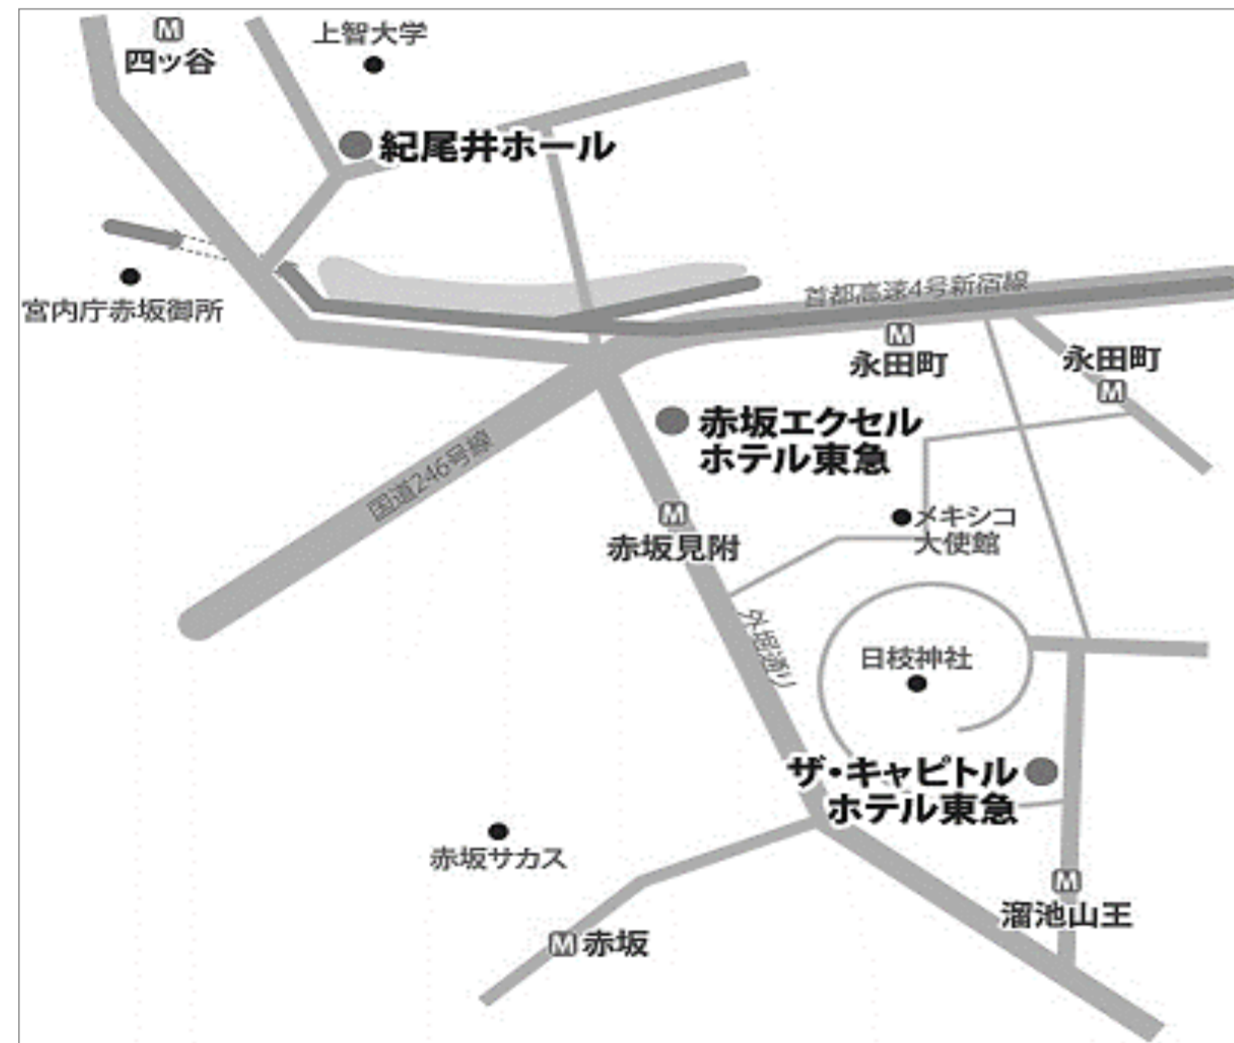 M
四ッ谷
上智大学
紀尾井ホール
宮内庁赤坂御所
首都高速4号新宿線
M
永田町
永田町
M
赤坂エクセル
ホテル東急
国道246号線
M
赤坂見附
メキシコ
大使館
外堀通り
日枝神社
ザ・キャピトル
ホテル東急
赤坂サカス
M
溜池山王
M 赤坂